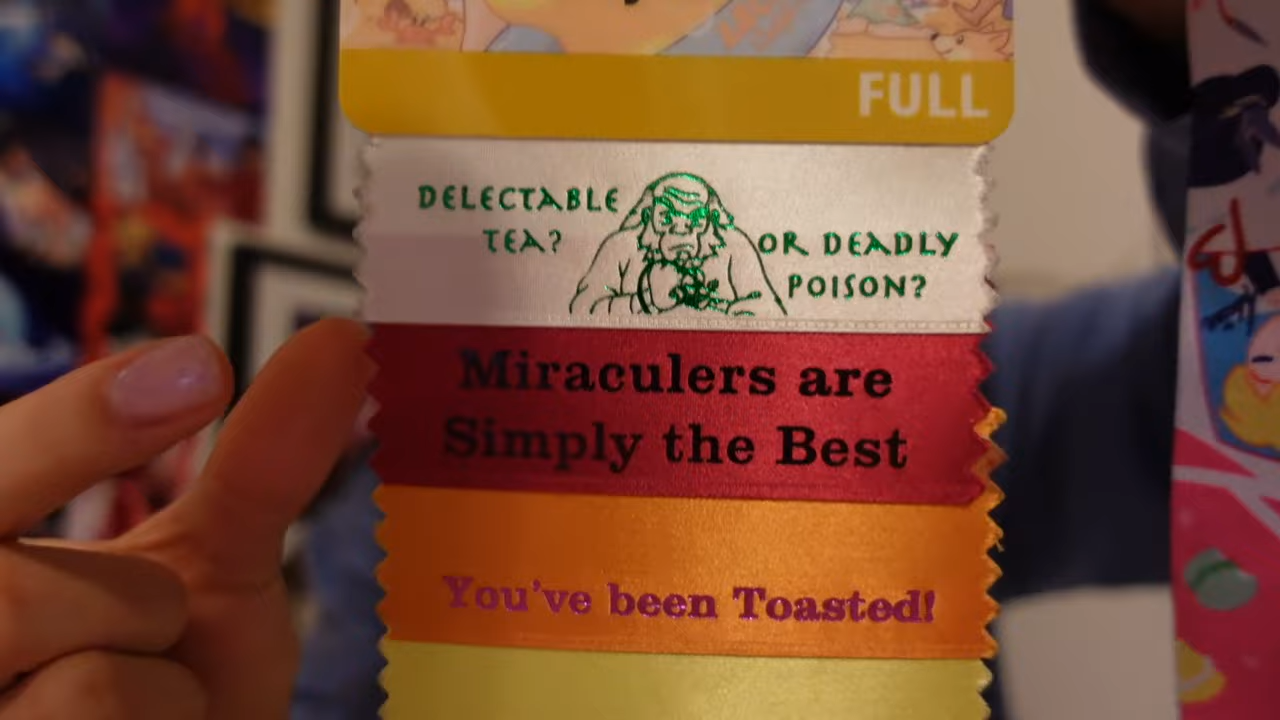 FULL
DELECTABLE
TEA?
OR DEADLY
POISON?
Miraculers are
Simply the Best
You've been Toasted!